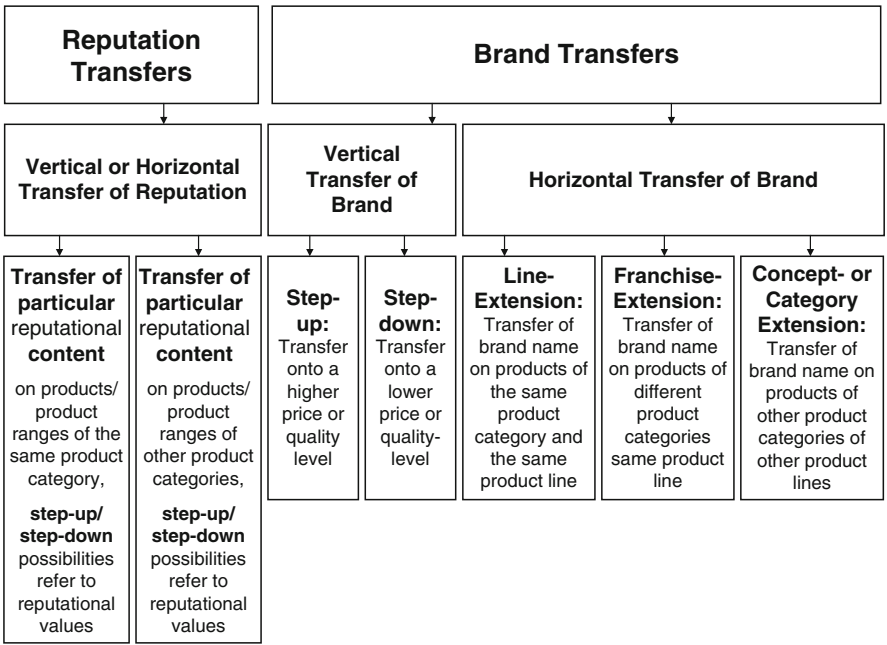 Reputation
Transfers
Brand Transfers
Vertical or Horizontal
Transfer of Reputation
Vertical
Transfer of
Brand
Horizontal Transfer of Brand
Transfer of
particular
reputational
content
on products/
product
ranges of the
same product
category,
step-up/
step-down
possibilities
refer to
reputational
values
Transfer of
particular
reputational
content
on products/
product
ranges of
other product
categories,
step-up/
step-down
possibilities
refer to
reputational
values
Step-
up:
Transfer
onto a
higher
price or
quality
level
Step-
down:
Transfer
onto a
lower
price or
quality-
level
Line-
Extension:
Transfer of
brand name
on products of
the same
product
category and
the same
product line
Franchise-
Extension:
Transfer of
brand name
on products of
different
product
categories
same product
line
Concept- or
Category
Extension:
Transfer of
brand name on
products of
other product
categories of
other product
lines